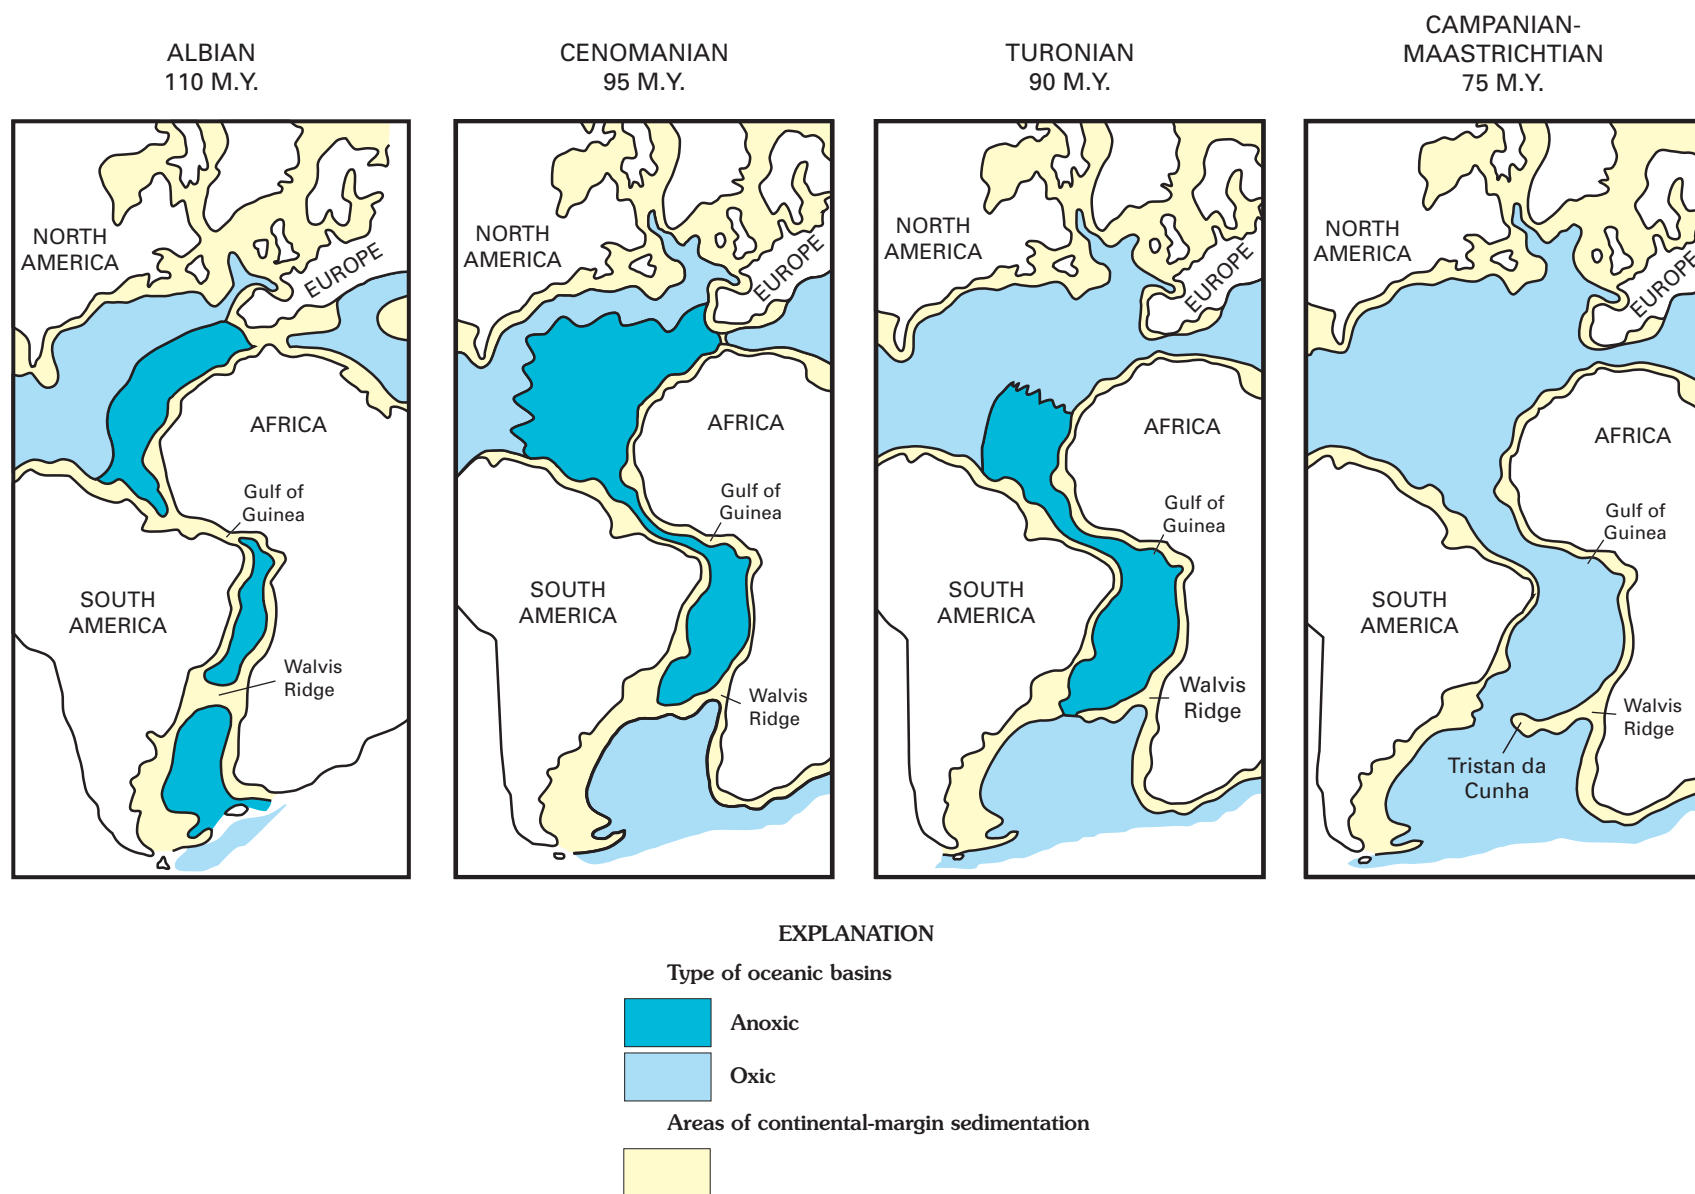 ALBIAN
110 M.Y.
NORTH
AMERICA
EUROPE
AFRICA
Gulf of
Guinea
SOUTH
AMERICA
Walvis
Ridge
CENOMANIAN
95 M.Y.
NORTH
AMERICA
EUROPE
AFRICA
Gulf of
Guinea
SOUTH
AMERICA
Walvis
Ridge
TURONIAN
90 M.Y.
NORTH
AMERICA
EUROPE
AFRICA
Gulf of
Guinea
SOUTH
AMERICA
Walvis
Ridge
CAMPANIAN-
MAASTRICHTIAN
75 M.Y.
NORTH
AMERICA
EUROPE
AFRICA
Gulf of
Guinea
SOUTH
AMERICA
Walvis
Ridge
Tristan da
Cunha
EXPLANATION
Type of oceanic basins
Anoxic
Oxic
Areas of continental-margin sedimentation